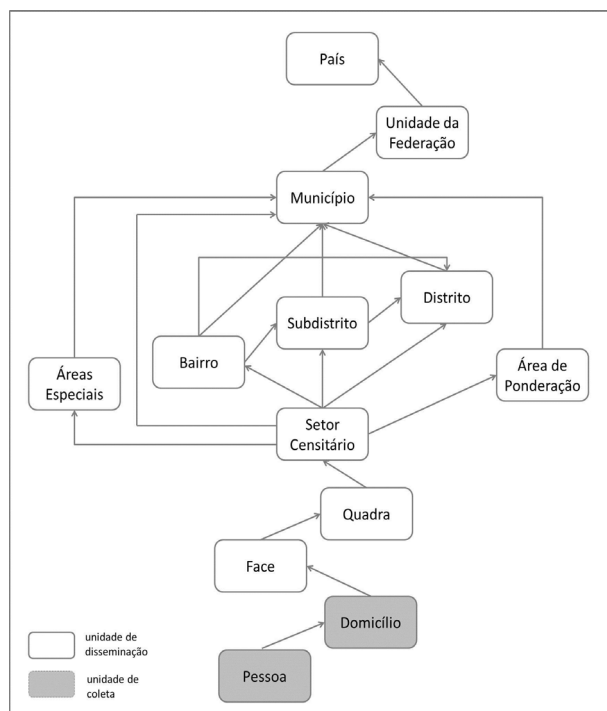 País
Unidade da
Federação
Município
Distrito
Subdistrito
Bairro
Áreas
Especiais
Área de
Ponderação
Setor
Censitário
Quadra
Face
Domicílio
Pessoa
unidade de
disseminação
unidade de
coleta